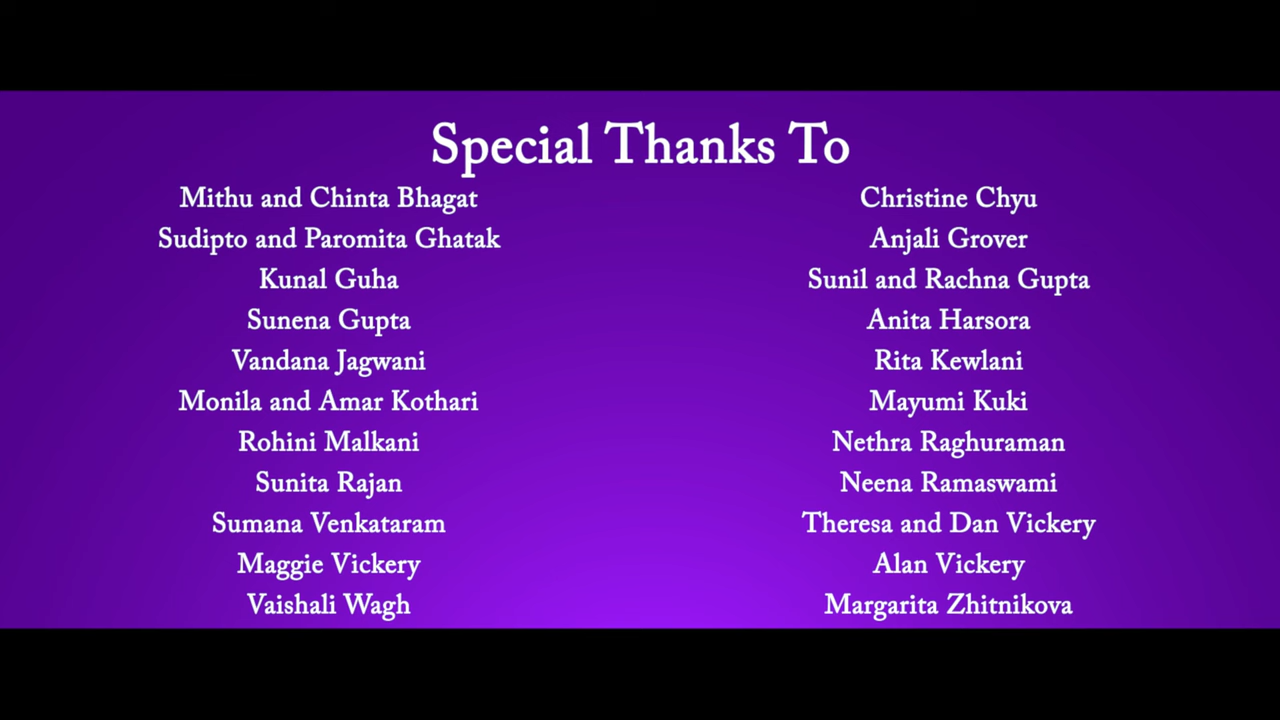 Special Thanks To
Mithu and Chinta Bhagat
Sudipto and Paromita Ghatak
Kunal Guha
Sunena Gupta
Vandana Jagwani
Monila and Amar Kothari
Rohini Malkani
Sunita Rajan
Sumana Venkataram
Maggie Vickery
Vaishali Wagh
Christine Chyu
Anjali Grover
Sunil and Rachna Gupta
Anita Harsora
Rita Kewlani
Mayumi Kuki
Nethra Raghuraman
Neena Ramaswami
Theresa and Dan Vickery
Alan Vickery
Margarita Zhitnikova